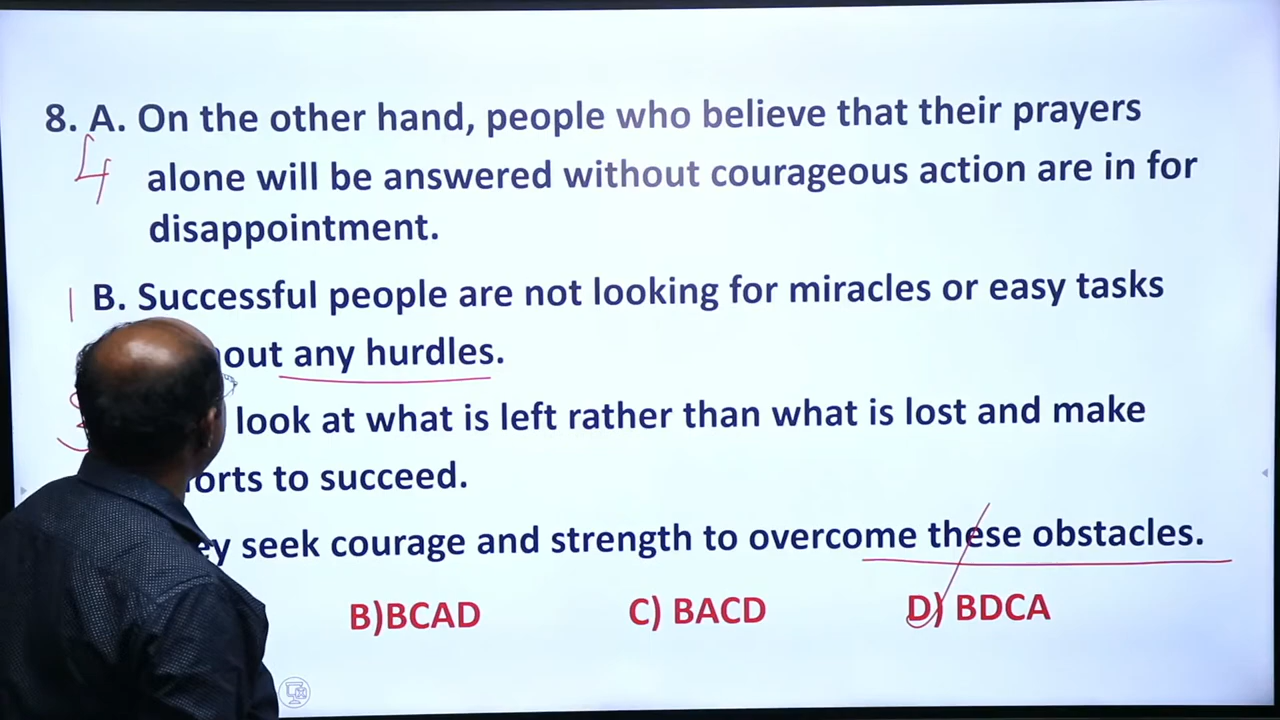 8. A. On the other hand, people who believe that their prayers
4 alone will be answered without courageous action are in for
disappointment.
1 B. Successful people are not looking for miracles or easy tasks
any hurdles.
3 look at what is left rather than what is lost and make
to succeed.
seek courage and strength to overcome these obstacles.
B)BCAD C) BACD D) BDCA